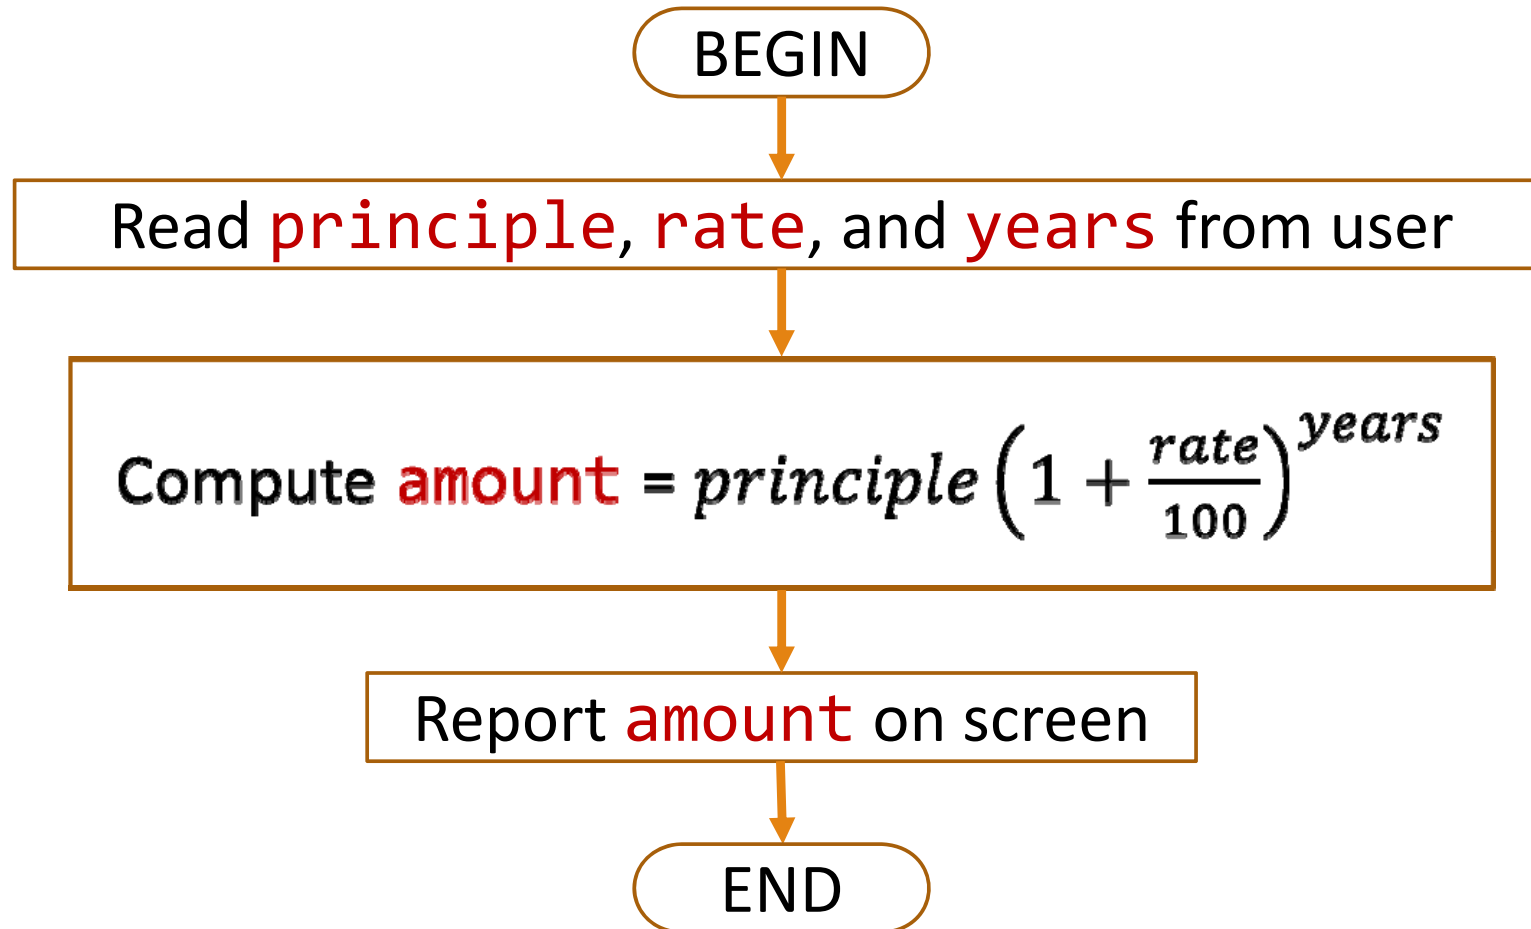 BEGIN
Read principle, rate, and years from user
Compute amount = principle(1 + rate/100)^years
Report amount on screen
END